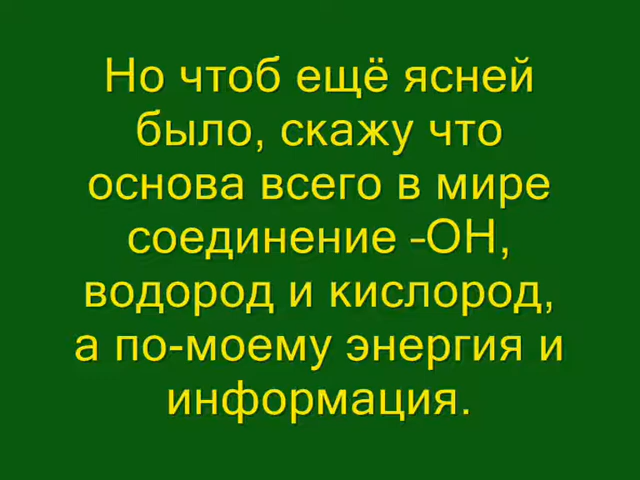 Но чтоб ещё ясней
было, скажу что
основа всего в мире
соединение –ОН,
водород и кислород,
а по-моему энергия и
информация.